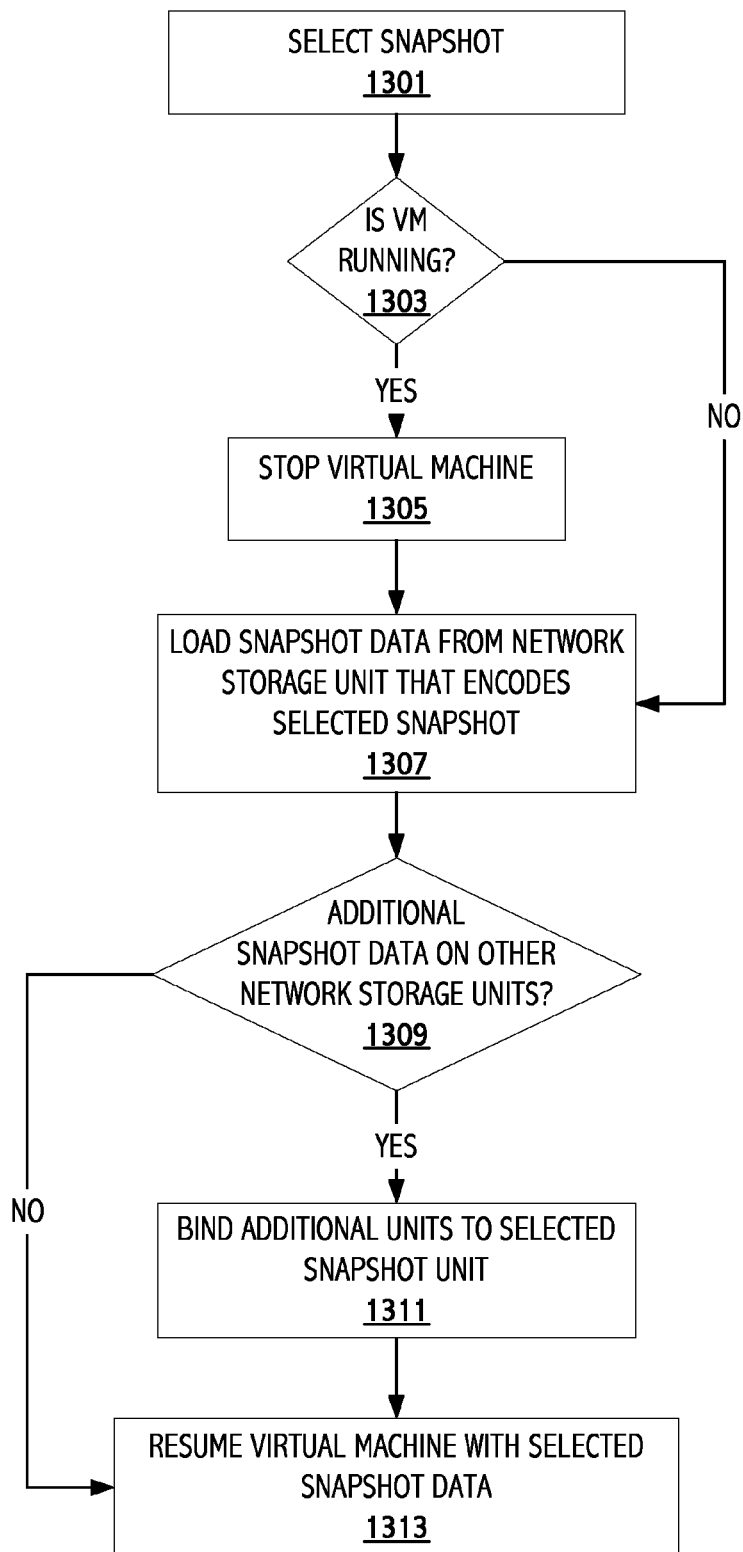 SELECT SNAPSHOT
1301
IS VM
RUNNING?
1303
YES
NO
STOP VIRTUAL MACHINE
1305
LOAD SNAPSHOT DATA FROM NETWORK
STORAGE UNIT THAT ENCODES
SELECTED SNAPSHOT
1307
ADDITIONAL
SNAPSHOT DATA ON OTHER
NETWORK STORAGE UNITS?
1309
YES
NO
BIND ADDITIONAL UNITS TO SELECTED
SNAPSHOT UNIT
1311
RESUME VIRTUAL MACHINE WITH SELECTED
SNAPSHOT DATA
1313